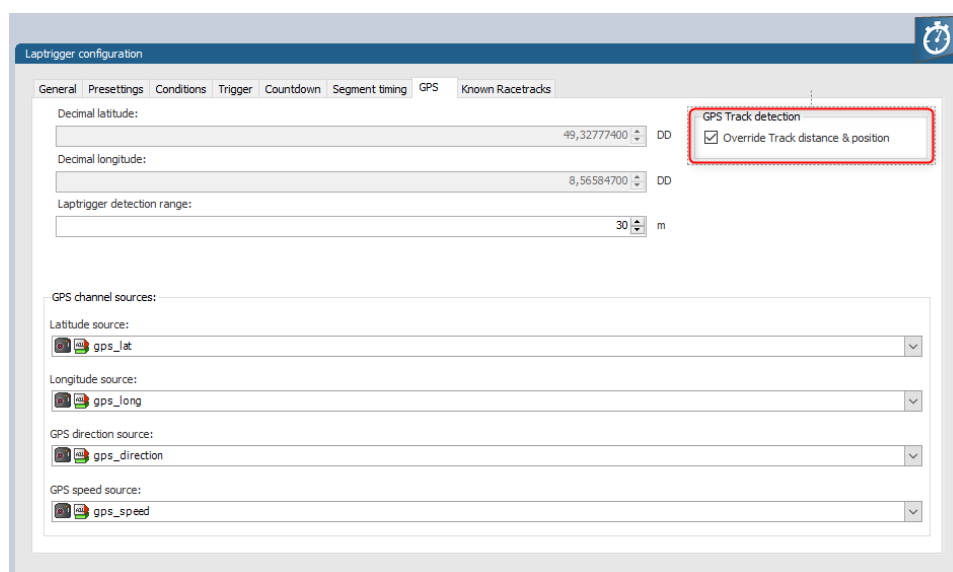 Laptrigger configuration
General Presettings Conditions Trigger Countdown Segment timing GPS Known Racetracks
Decimal latitude:
49,32777400 DD
GPS Track detection
Override Track distance & position
Decimal longitude:
8,56584700 DD
Laptrigger detection range:
30 m
GPS channel sources:
Latitude source:
gps_lat
Longitude source:
gps_long
GPS direction source:
gps_direction
GPS speed source:
gps_speed